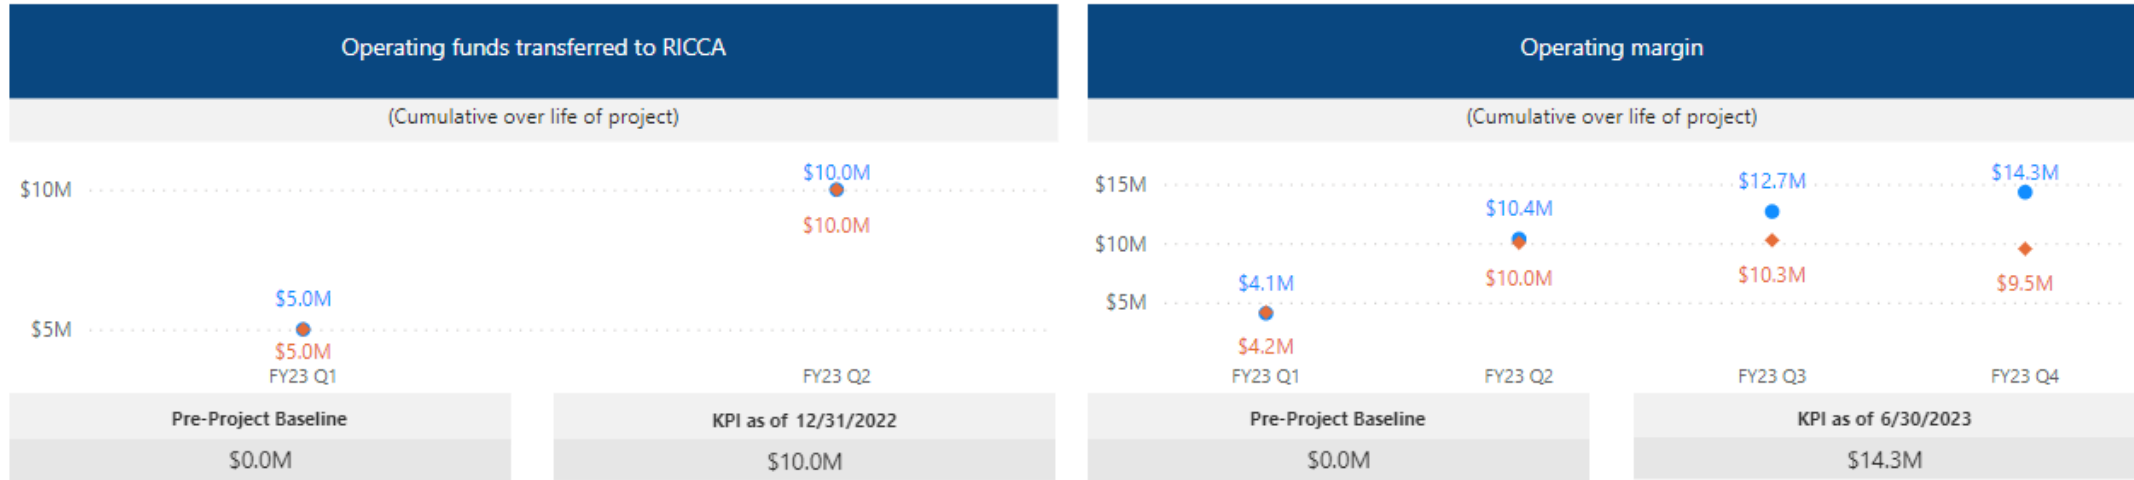 Operating funds transferred to RICCA
(Cumulative over life of project)
$10M
$10.0M
$10.0M
$5.0M
$5M
$5.0M
FY23 Q1
FY23 Q2
Pre-Project Baseline
KPI as of 12/31/2022
$0.0M
$10.0M
Operating margin
(Cumulative over life of project)
$15M
$14.3M
$12.7M
$10.4M
$10M
$10.0M
$10.3M
$9.5M
$4.1M
$5M
$4.2M
FY23 Q1
FY23 Q2
FY23 Q3
FY23 Q4
Pre-Project Baseline
KPI as of 6/30/2023
$0.0M
$14.3M